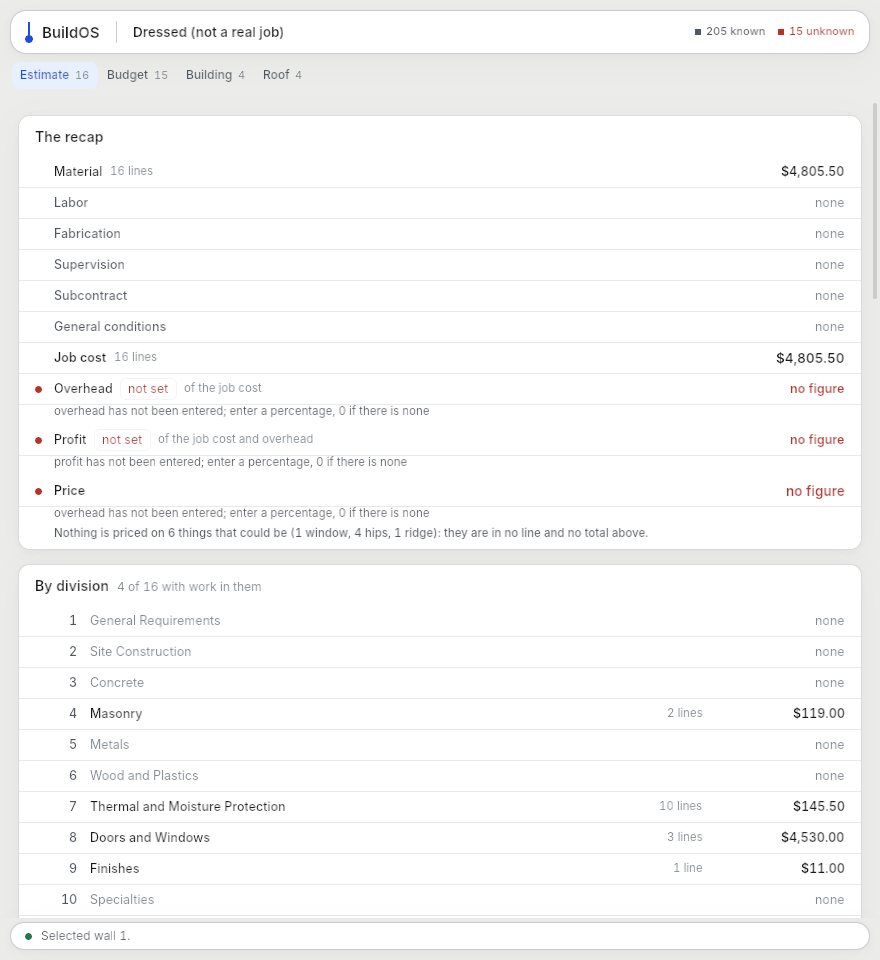 BuildOS Dressed (not a real job) 205 known 15 unknown
Estimate 16 Budget 15 Building 4 Roof 4
The recap
Material 16 lines $4,805.50
Labor none
Fabrication none
Supervision none
Subcontract none
General conditions none
Job cost 16 lines $4,805.50
Overhead not set of the job cost no figure
overhead has not been entered; enter a percentage, 0 if there is none
Profit not set of the job cost and overhead no figure
profit has not been entered; enter a percentage, 0 if there is none
Price no figure
overhead has not been entered; enter a percentage, 0 if there is none
Nothing is priced on 6 things that could be (1 window, 4 hips, 1 ridge): they are in no line and no total above.
By division 4 of 16 with work in them
1 General Requirements none
2 Site Construction none
3 Concrete none
4 Masonry 2 lines $119.00
5 Metals none
6 Wood and Plastics none
7 Thermal and Moisture Protection 10 lines $145.50
8 Doors and Windows 3 lines $4,530.00
9 Finishes 1 line $11.00
10 Specialties none
Selected wall 1.